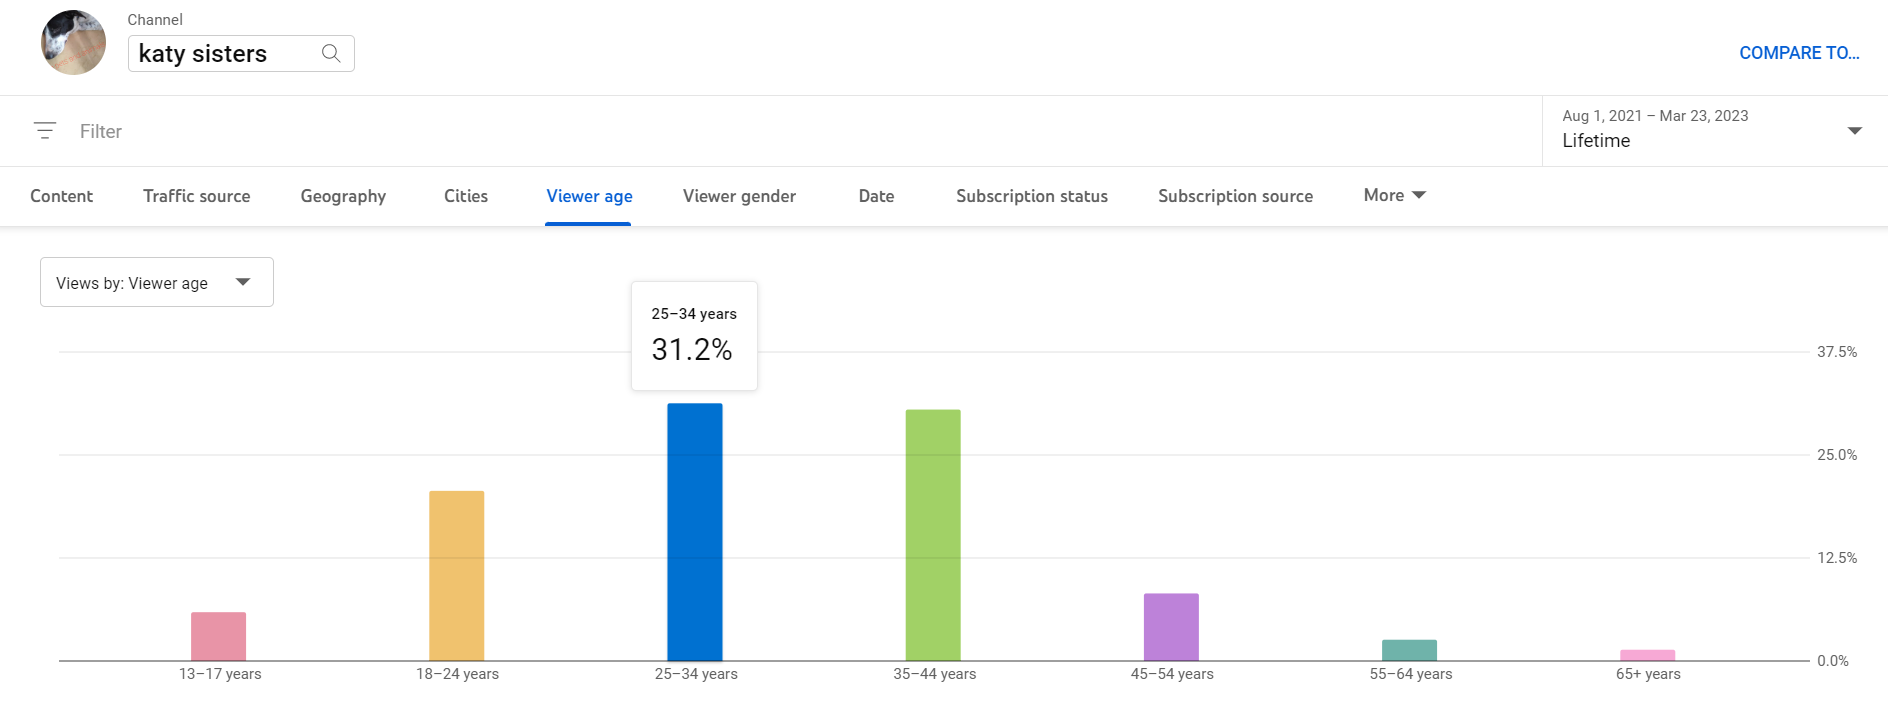 Channel
katy sisters
COMPARE TO...
Filter
Aug 1, 2021 – Mar 23, 2023
Lifetime
Content Traffic source Geography Cities Viewer age Viewer gender Date Subscription status Subscription source More
Views by: Viewer age
25–34 years
31.2%
37.5%
25.0%
12.5%
0.0%
13–17 years 18–24 years 25–34 years 35–44 years 45–54 years 55–64 years 65+ years